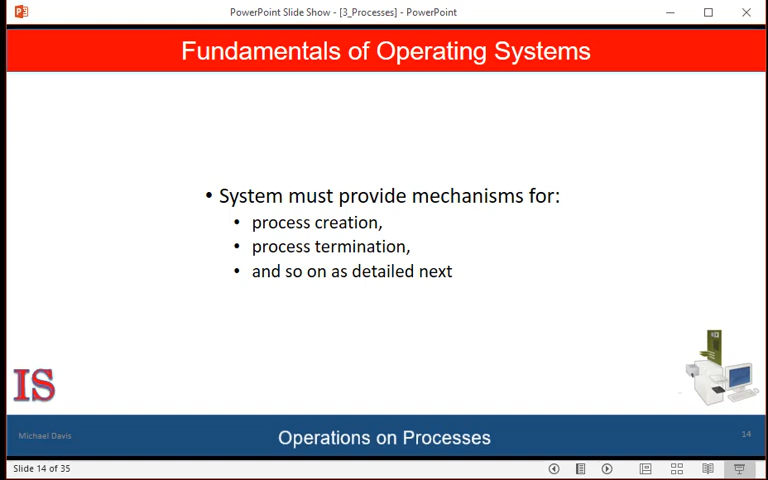 PowerPoint Slide Show - [3_Processes] - PowerPoint
Fundamentals of Operating Systems
• System must provide mechanisms for:
• process creation,
• process termination,
• and so on as detailed next
IS
Michael Davis
Operations on Processes
14
Slide 14 of 35